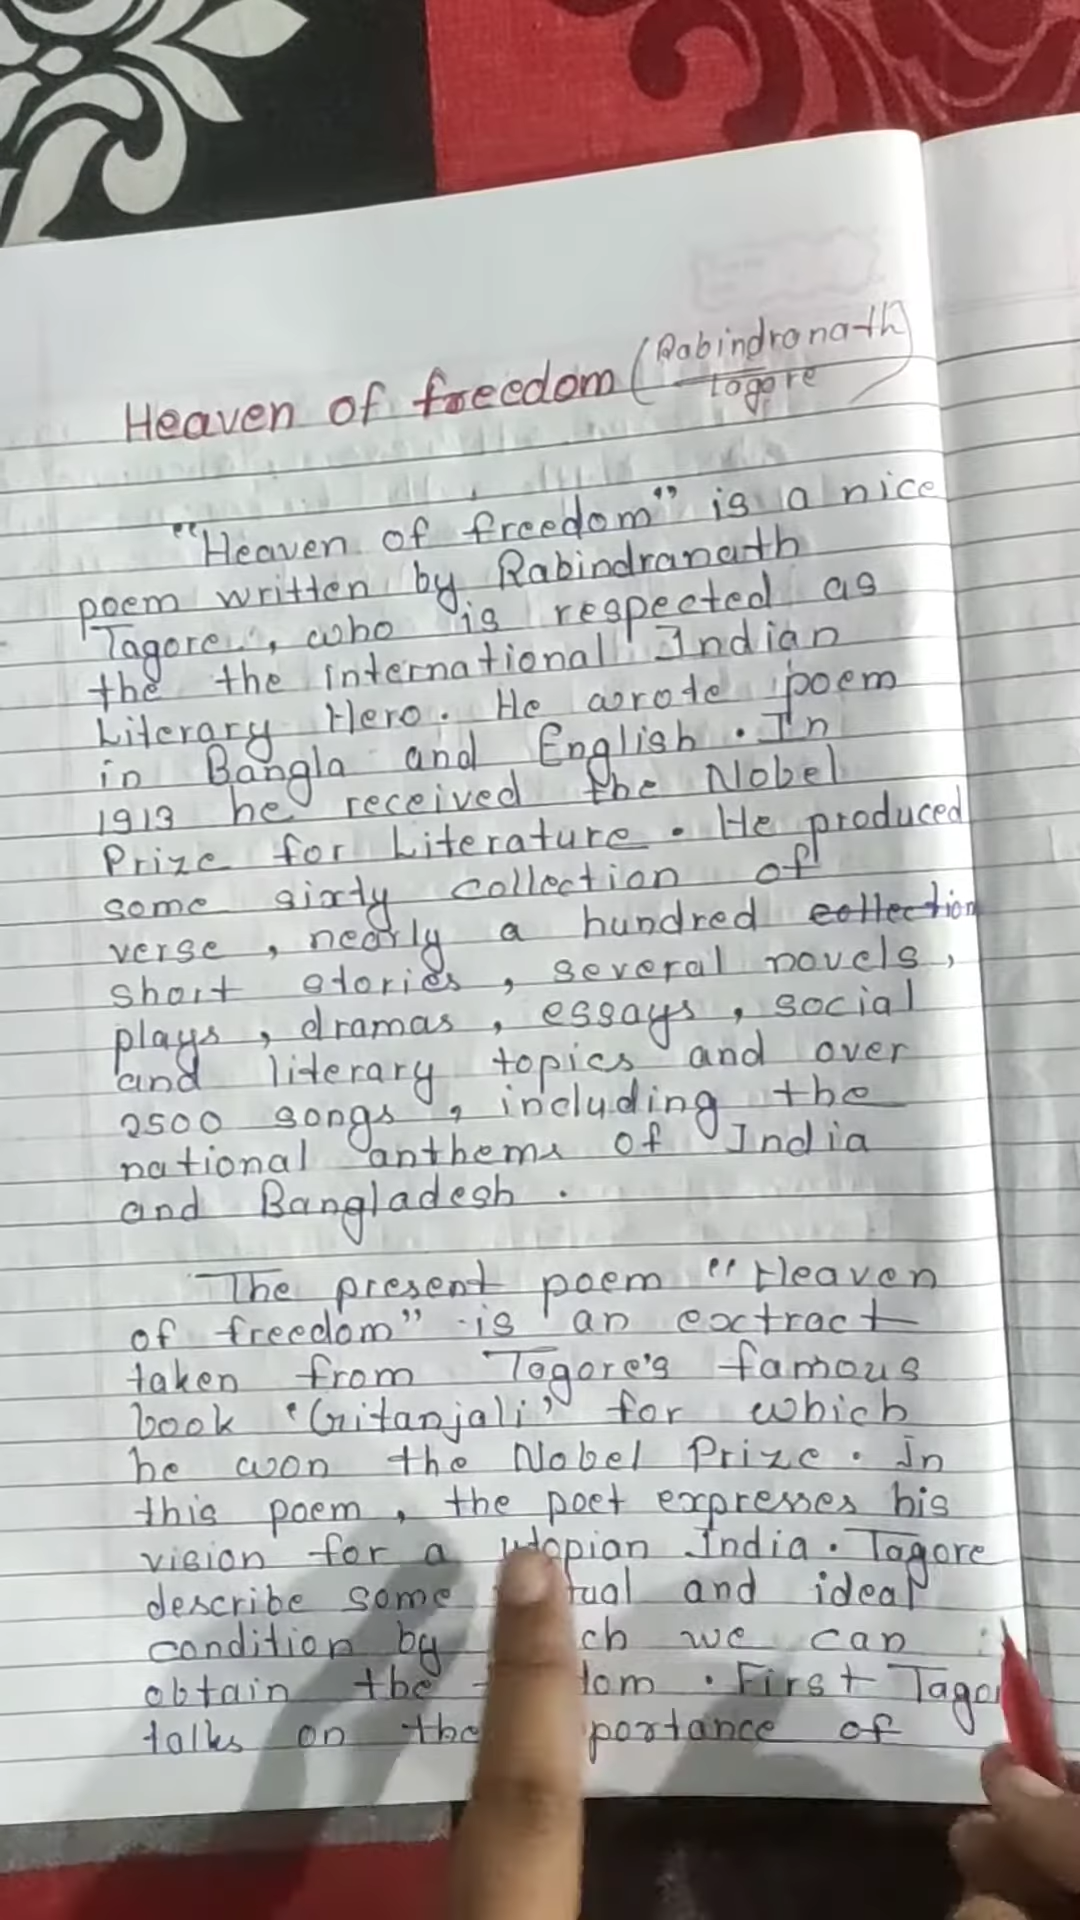 Heaven of freedom (Rabindranath
Tagore)
"Heaven of freedom" is a nice
poem written by Rabindranath
Tagore, who is respected as
the the international Indian
Literary Hero. He wrote poem
in Bangla and English. In
1913 he received the Nobel
Prize for Literature. He produced
some sixty collection of
verse, nearly a hundred collection
short stories, several novels,
plays, dramas, essays, social
and literary topics and over
2500 songs, including the
national anthems of India
and Bangladesh.
The present poem "Heaven
of freedom" is an extract
taken from Tagore's famous
book 'Gitanjali' for which
he won the Nobel Prize. In
this poem, the poet expresses his
vision for a utopian India. Tagore
describe some and ideal
condition by we can
obtain the . First
talks on the of